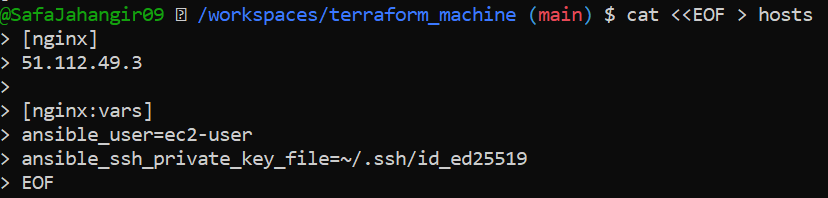 @SafaJahangir09 /workspaces/terraform_machine (main) $ cat <<EOF > hosts
> [nginx]
> 51.112.49.3
>
> [nginx:vars]
> ansible_user=ec2-user
> ansible_ssh_private_key_file=~/.ssh/id_ed25519
> EOF